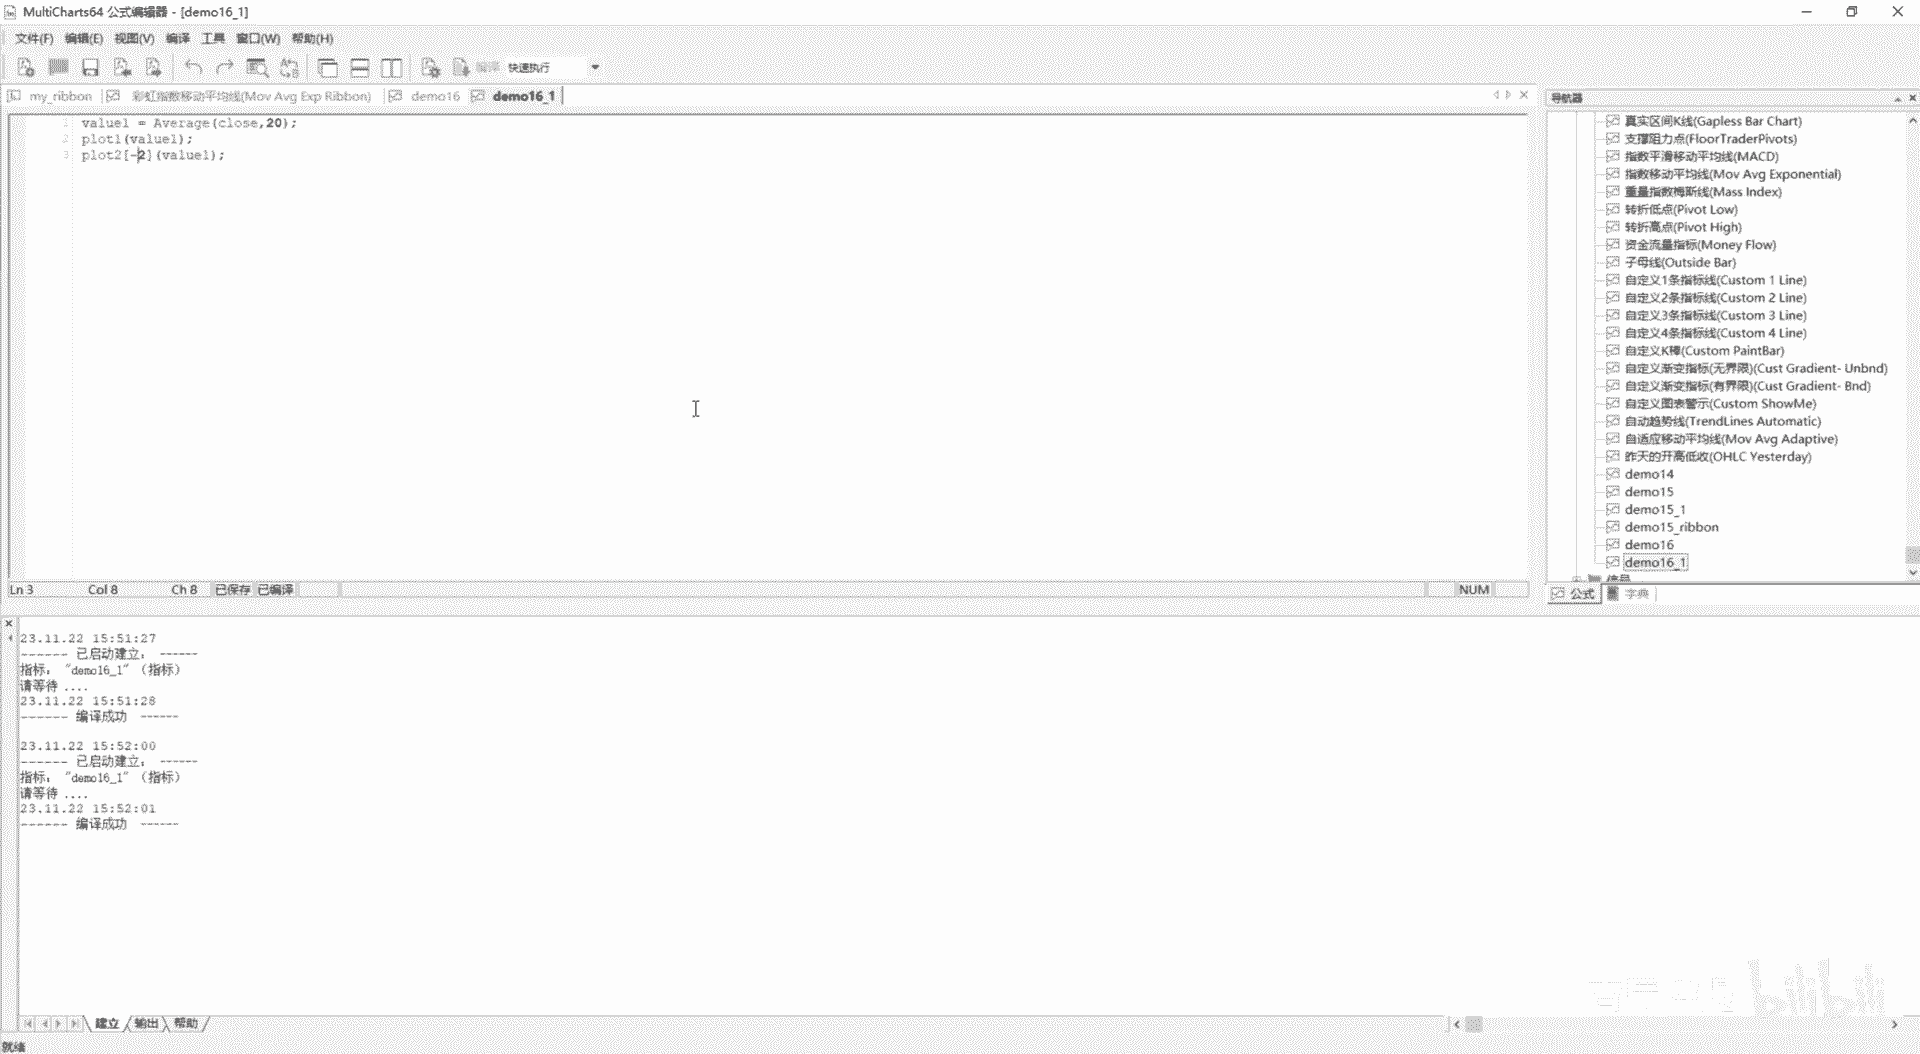 MultiCharts64 公式编辑器 - [demo16_1]
文件(F) 编辑(E) 视图(V) 编译 工具 窗口(W) 帮助(H)
编译 快速执行
my_ribbon 彩虹指数移动平均线(Mov Avg Exp Ribbon) demo16 demo16_1
1 value1 = Average(close,20);
2 plot1(value1);
3 plot2[-2](value1);
Ln 3 Col 8 Ch 8 已保存 已编译 NUM
导航器
真实区间K线(Gapless Bar Chart)
支撑阻力点(FloorTraderPivots)
指数平滑移动平均线(MACD)
指数移动平均线(Mov Avg Exponential)
重量指数梅斯线(Mass Index)
转折低点(Pivot Low)
转折高点(Pivot High)
资金流量指标(Money Flow)
子母线(Outside Bar)
自定义1条指标线(Custom 1 Line)
自定义2条指标线(Custom 2 Line)
自定义3条指标线(Custom 3 Line)
自定义4条指标线(Custom 4 Line)
自定义K棒(Custom PaintBar)
自定义渐变指标(无界限)(Cust Gradient- Unbnd)
自定义渐变指标(有界限)(Cust Gradient- Bnd)
自定义图表警示(Custom ShowMe)
自动趋势线(TrendLines Automatic)
自适应移动平均线(Mov Avg Adaptive)
昨天的开高低收(OHLC Yesterday)
demo14
demo15
demo15_1
demo15_ribbon
demo16
demo16_1
信号
公式 字典
23.11.22 15:51:27
------ 已启动建立: ------
指标: "demo16_1" (指标)
请等待 ....
23.11.22 15:51:28
------ 编译成功 ------
23.11.22 15:52:00
------ 已启动建立: ------
指标: "demo16_1" (指标)
请等待 ....
23.11.22 15:52:01
------ 编译成功 ------
bilibili
建立 输出 帮助
就绪